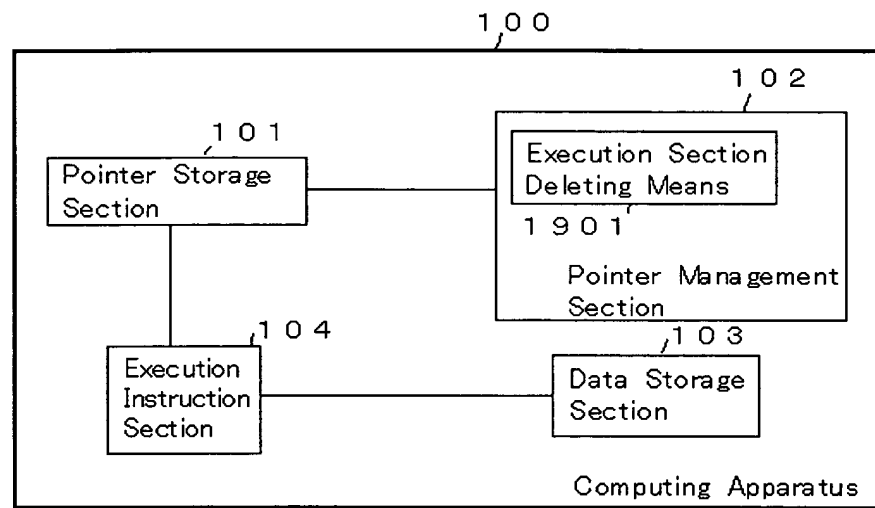 100
102
101
Pointer Storage
Section
Execution Section
Deleting Means
1901
Pointer Management
Section
104
Execution
Instruction
Section
103
Data Storage
Section
Computing Apparatus